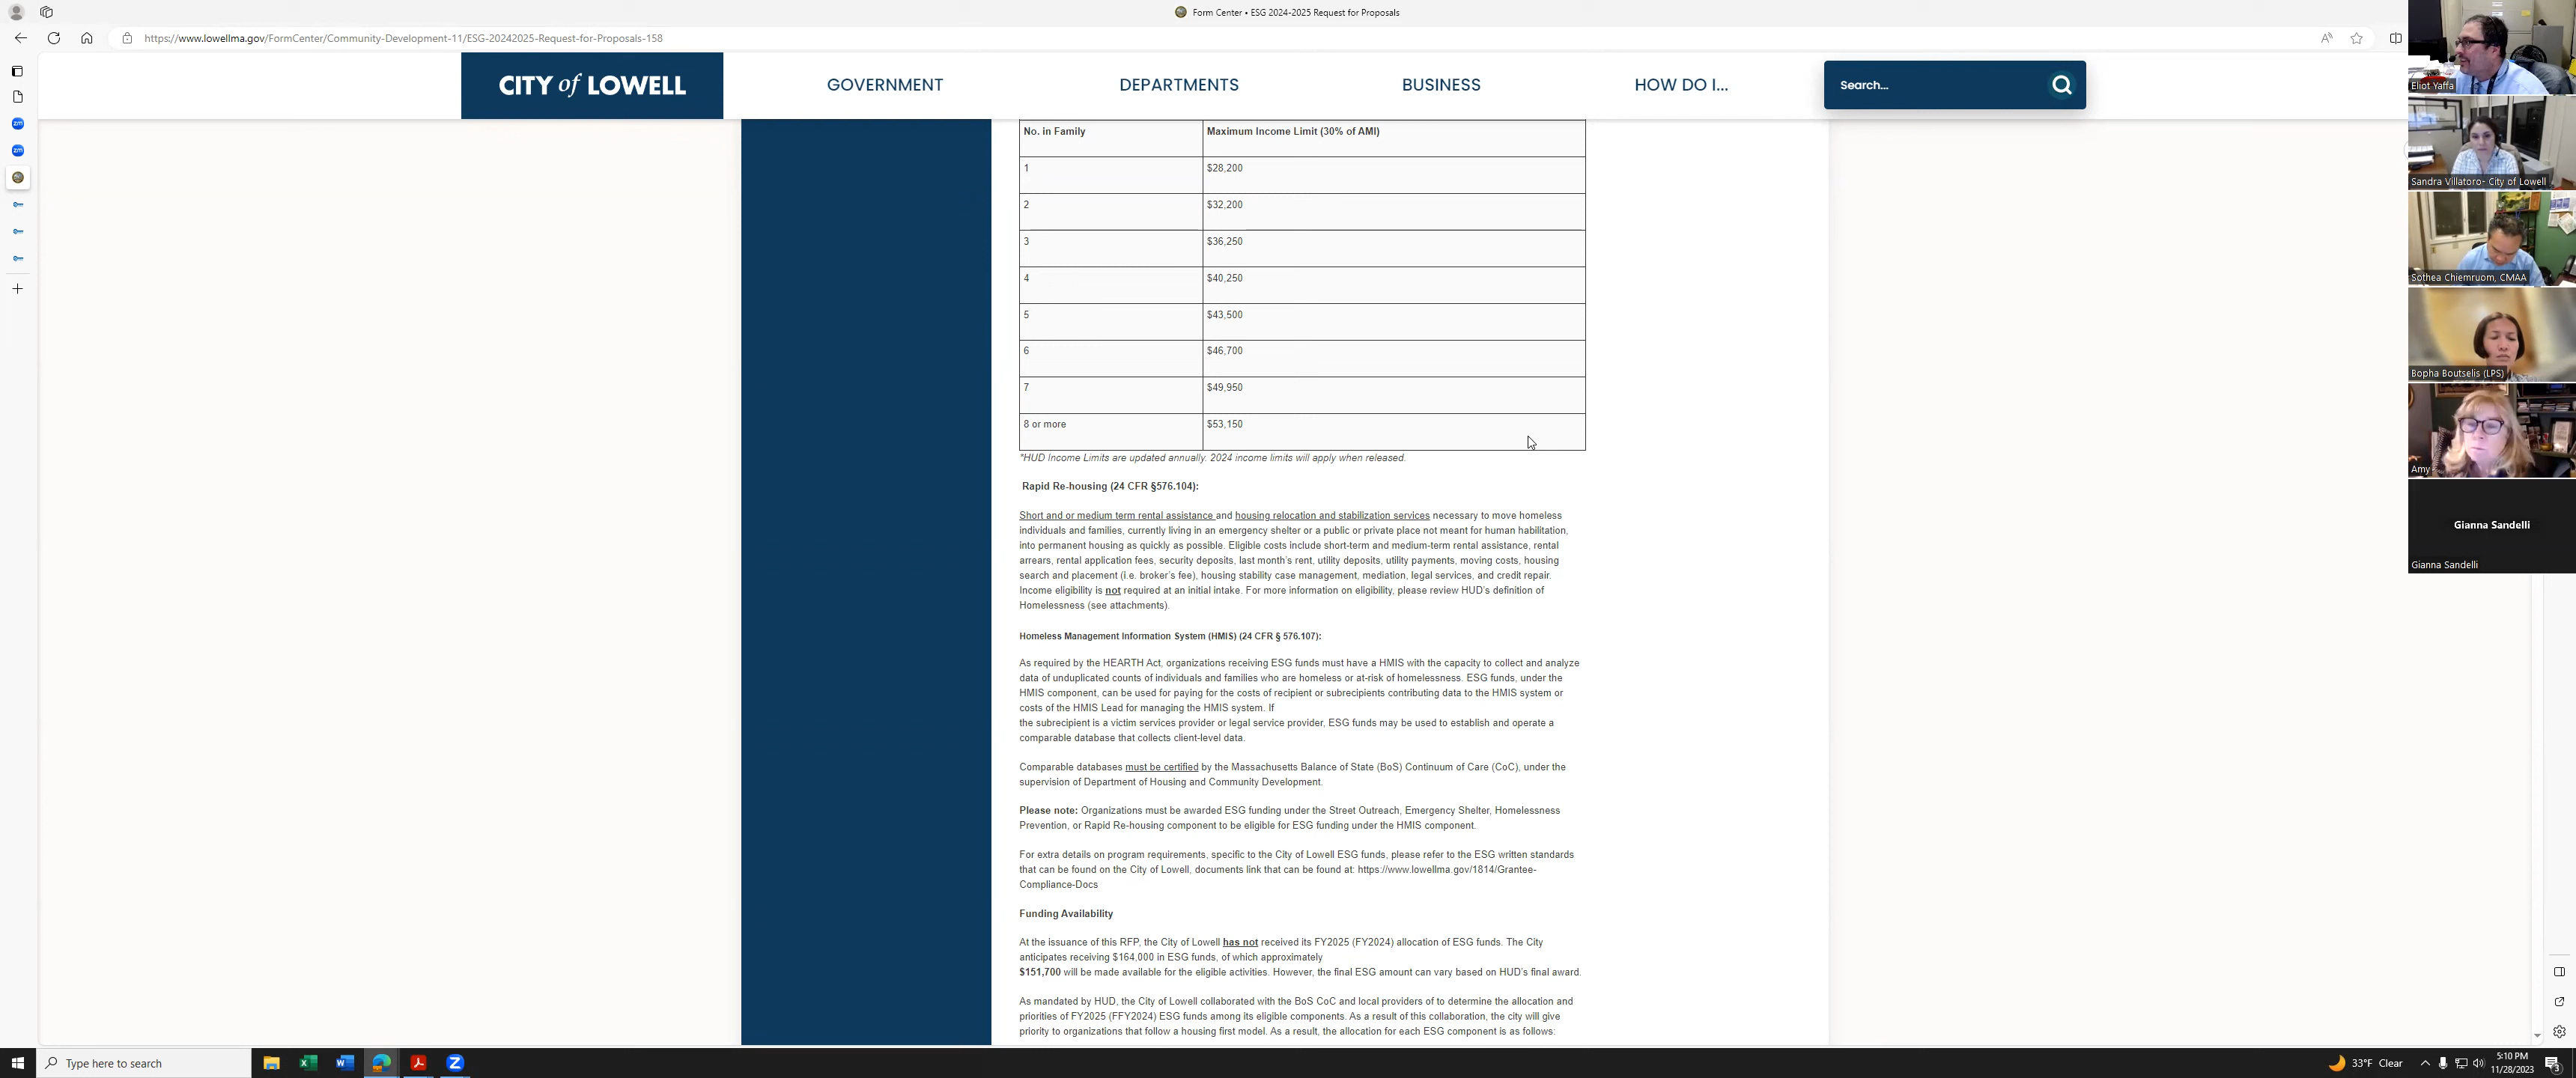 Form Center • ESG 2024-2025 Request for Proposals
https://www.lowellma.gov/FormCenter/Community-Development-11/ESG-20242025-Request-for-Proposals-158
CITY of LOWELL
GOVERNMENT
DEPARTMENTS
BUSINESS
HOW DO I...
Search...
No. in Family Maximum Income Limit (30% of AMI)
1 $28,200
2 $32,200
3 $36,250
4 $40,250
5 $43,500
6 $46,700
7 $49,950
8 or more $53,150
*HUD Income Limits are updated annually. 2024 income limits will apply when released.
Rapid Re-housing (24 CFR §576.104):
Short and or medium term rental assistance and housing relocation and stabilization services necessary to move homeless
individuals and families, currently living in an emergency shelter or a public or private place not meant for human habilitation,
into permanent housing as quickly as possible. Eligible costs include short-term and medium-term rental assistance, rental
arrears, rental application fees, security deposits, last month's rent, utility deposits, utility payments, moving costs, housing
search and placement (i.e. broker's fee), housing stability case management, mediation, legal services, and credit repair.
Income eligibility is not required at an initial intake. For more information on eligibility, please review HUD's definition of
Homelessness (see attachments).
Homeless Management Information System (HMIS) (24 CFR § 576.107):
As required by the HEARTH Act, organizations receiving ESG funds must have a HMIS with the capacity to collect and analyze
data of unduplicated counts of individuals and families who are homeless or at-risk of homelessness. ESG funds, under the
HMIS component, can be used for paying for the costs of recipient or subrecipients contributing data to the HMIS system or
costs of the HMIS Lead for managing the HMIS system. If
the subrecipient is a victim services provider or legal service provider, ESG funds may be used to establish and operate a
comparable database that collects client-level data.
Comparable databases must be certified by the Massachusetts Balance of State (BoS) Continuum of Care (CoC), under the
supervision of Department of Housing and Community Development.
Please note: Organizations must be awarded ESG funding under the Street Outreach, Emergency Shelter, Homelessness
Prevention, or Rapid Re-housing component to be eligible for ESG funding under the HMIS component.
For extra details on program requirements, specific to the City of Lowell ESG funds, please refer to the ESG written standards
that can be found on the City of Lowell, documents link that can be found at: https://www.lowellma.gov/1814/Grantee-
Compliance-Docs
Funding Availability
At the issuance of this RFP, the City of Lowell has not received its FY2025 (FY2024) allocation of ESG funds. The City
anticipates receiving $164,000 in ESG funds, of which approximately
$151,700 will be made available for the eligible activities. However, the final ESG amount can vary based on HUD's final award.
As mandated by HUD, the City of Lowell collaborated with the BoS CoC and local providers of to determine the allocation and
priorities of FY2025 (FFY2024) ESG funds among its eligible components. As a result of this collaboration, the city will give
priority to organizations that follow a housing first model. As a result, the allocation for each ESG component is as follows:
Eliot Yaffa
Sandra Villatoro- City of Lowell
Sothea Chiemruom, CMAA
Bopha Boutselis (LPS)
Amy
Gianna Sandelli
Gianna Sandelli
Type here to search
33°F Clear
5:10 PM
11/28/2023